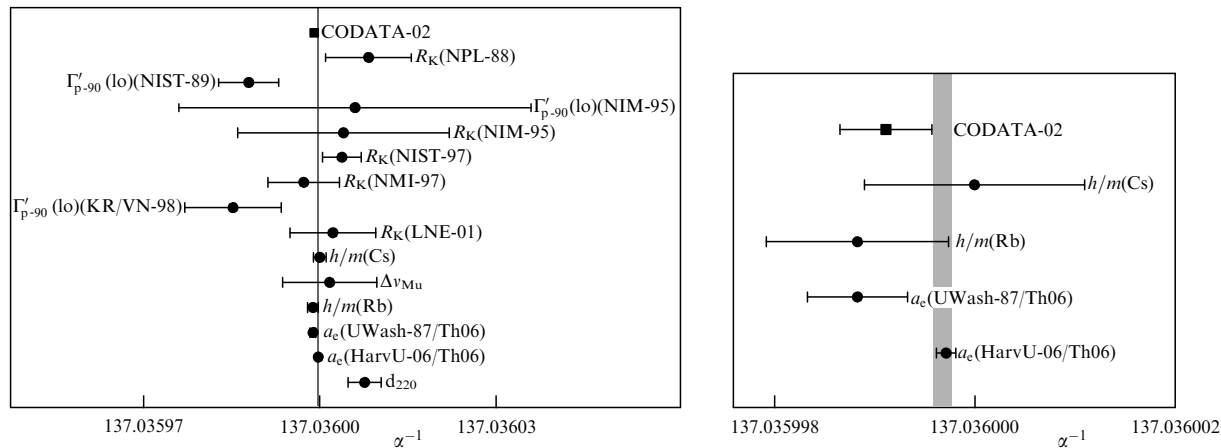 CODATA-02
R_K(NPL-88)
Γ′_p-90 (lo)(NIST-89)
Γ′_p-90 (lo)(NIM-95)
R_K(NIM-95)
R_K(NIST-97)
R_K(NMI-97)
Γ′_p-90 (lo)(KR/VN-98)
R_K(LNE-01)
h/m(Cs)
Δν_Mu
h/m(Rb)
a_e(UWash-87/Th06)
a_e(HarvU-06/Th06)
d_220
137.03597 137.03600 137.03603
α⁻¹
CODATA-02
h/m(Cs)
h/m(Rb)
a_e(UWash-87/Th06)
a_e(HarvU-06/Th06)
137.035998 137.036000 137.036002
α⁻¹